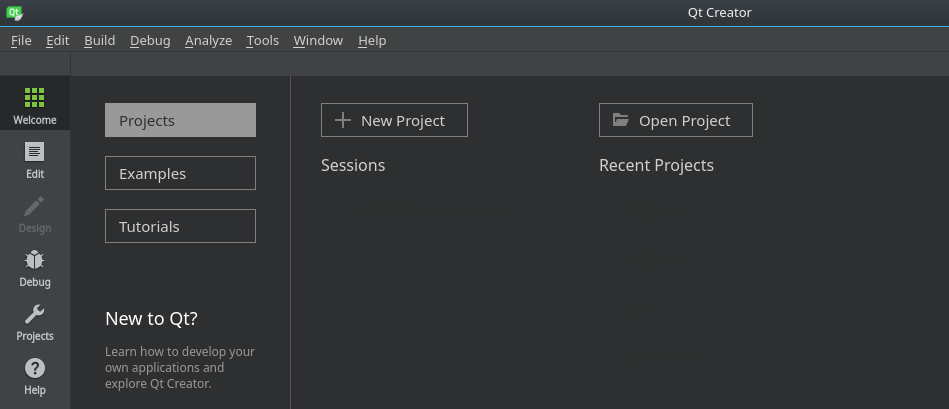 Qt Qt Creator
File Edit Build Debug Analyze Tools Window Help
Welcome
Edit
Design
Debug
Projects
Help
Projects
Examples
Tutorials
New to Qt?
Learn how to develop your
own applications and
explore Qt Creator.
New Project
Open Project
Sessions
Recent Projects